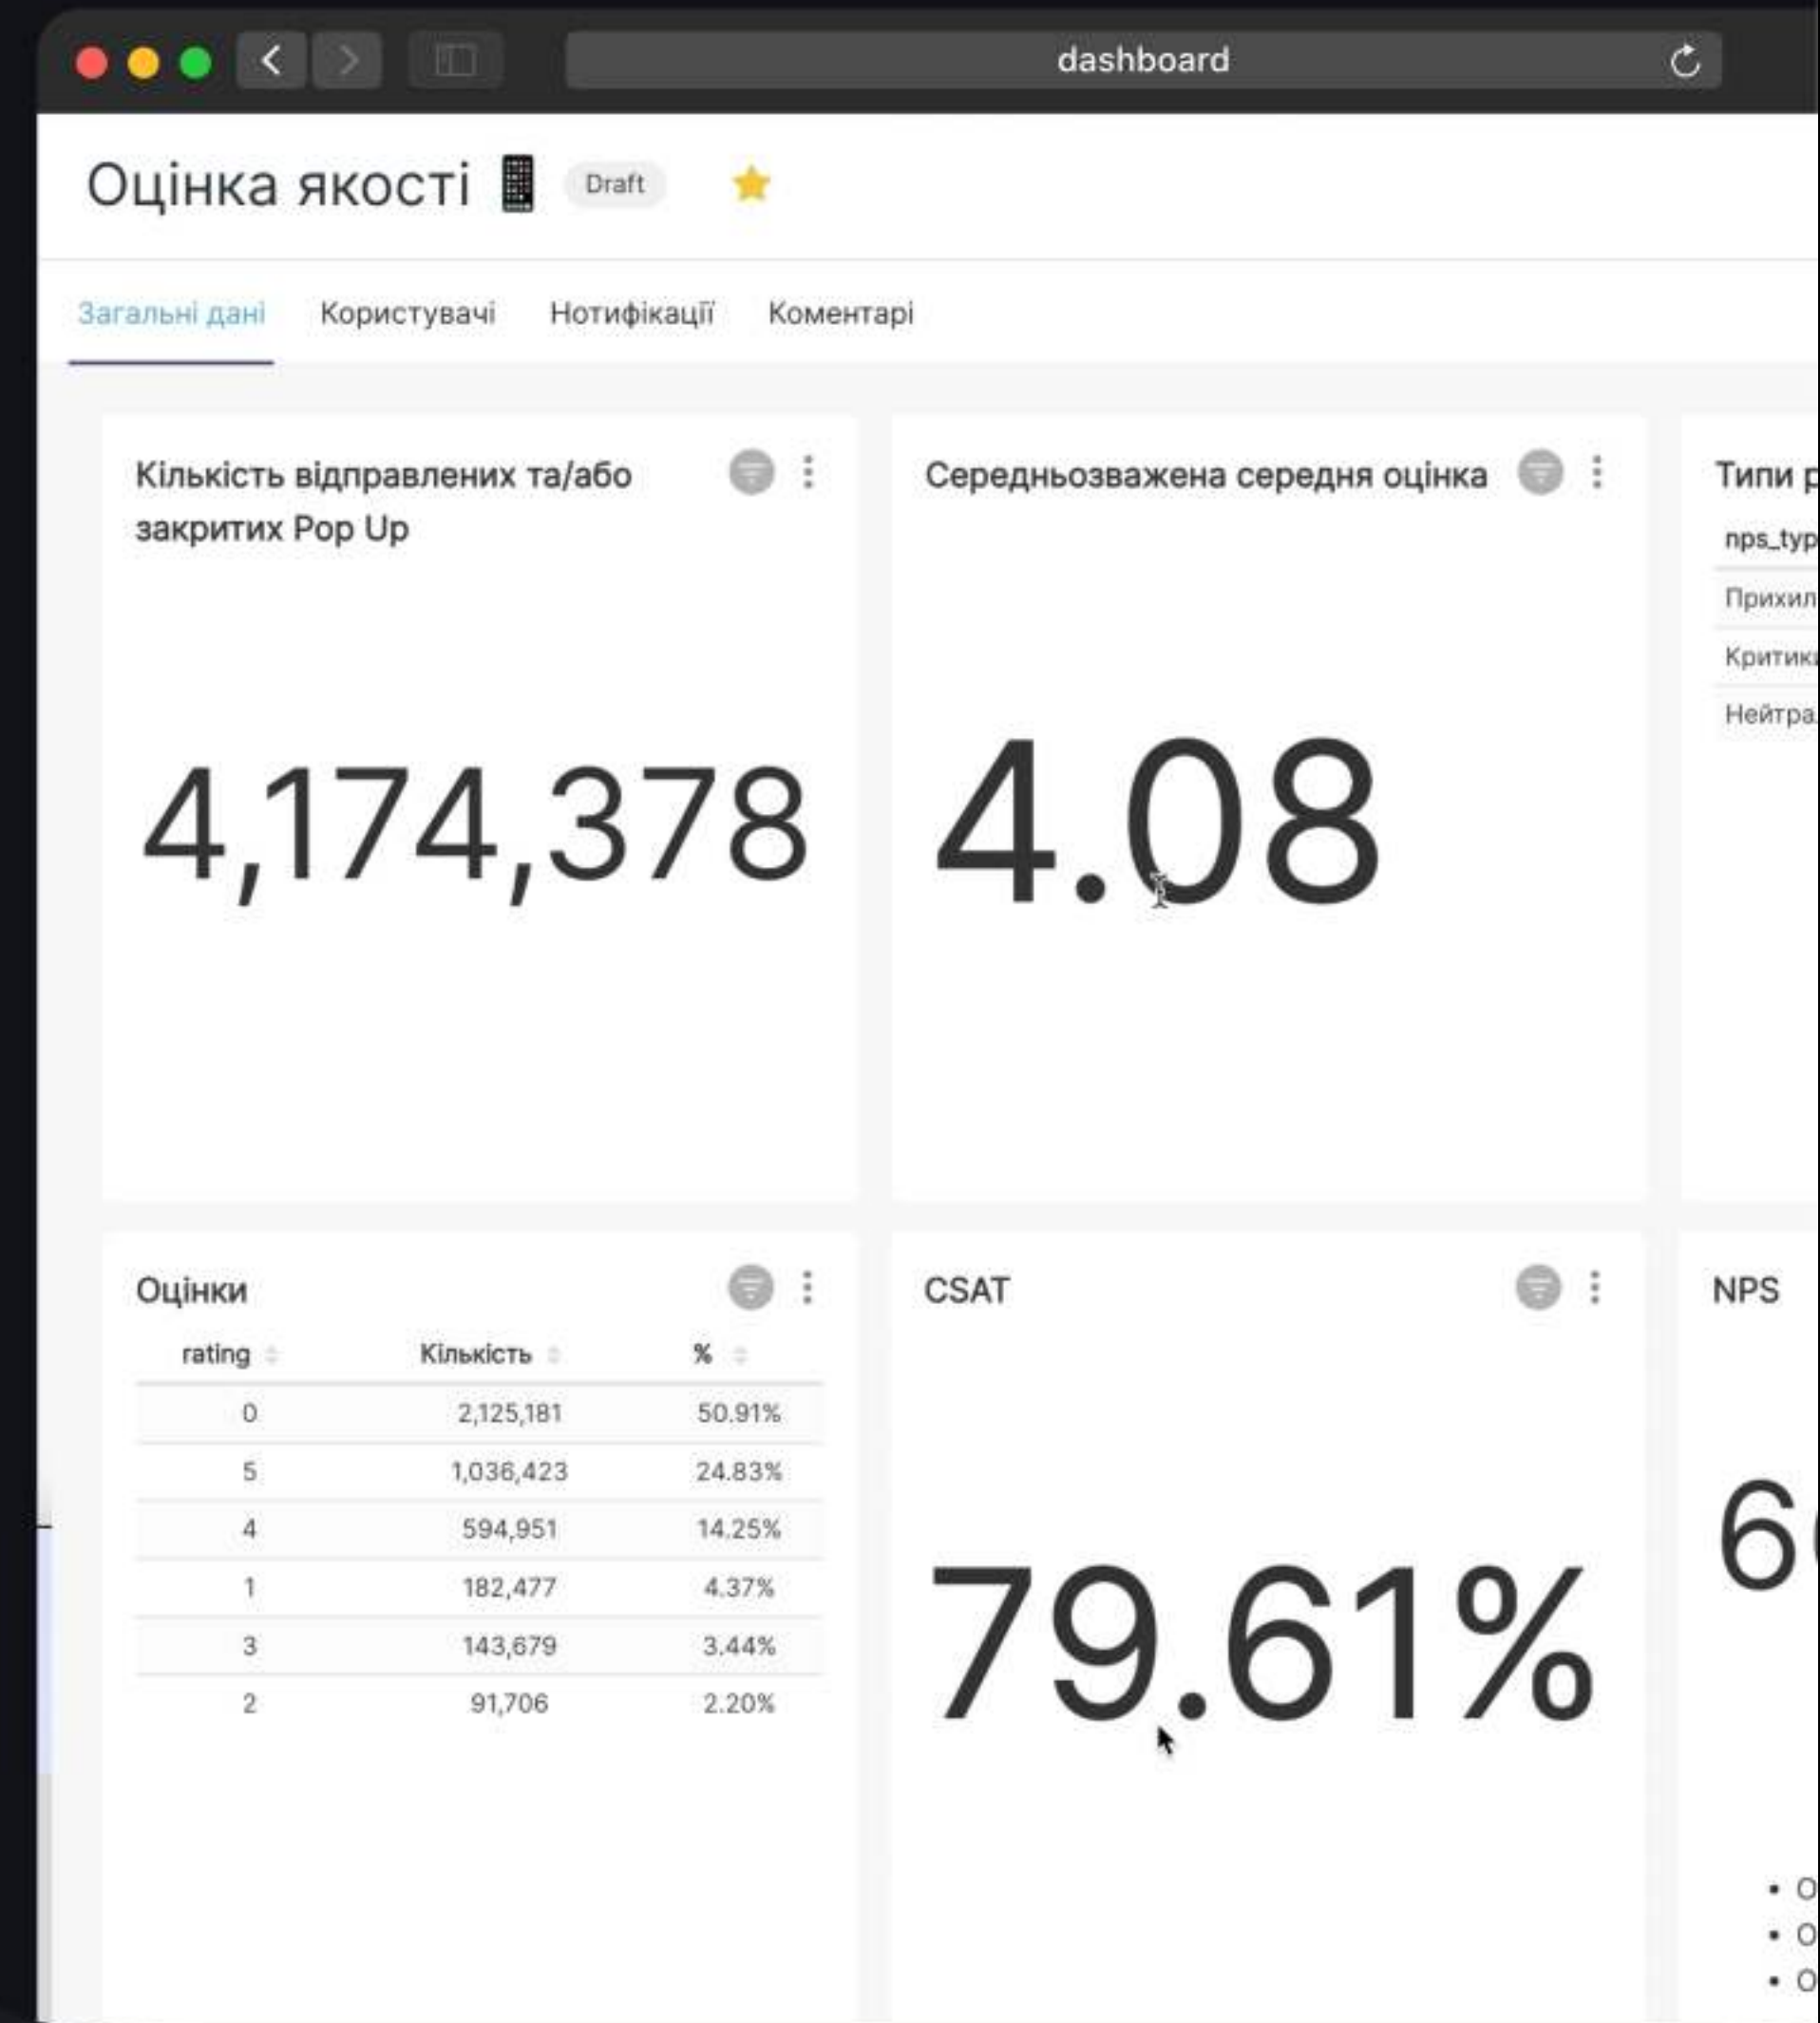 dashboard
Оцінка якості
Draft
Загальні дані Користувачі Нотифікації Коментарі
Кількість відправлених та/або
закритих Pop Up
4,174,378
Середньозважена середня оцінка
4.08
Типи
Оцінки
rating Кількість %
0 2,125,181 50.91%
5 1,036,423 24.83%
4 594,951 14.25%
1 182,477 4.37%
3 143,679 3.44%
2 91,706 2.20%
CSAT
79.61%
NPS